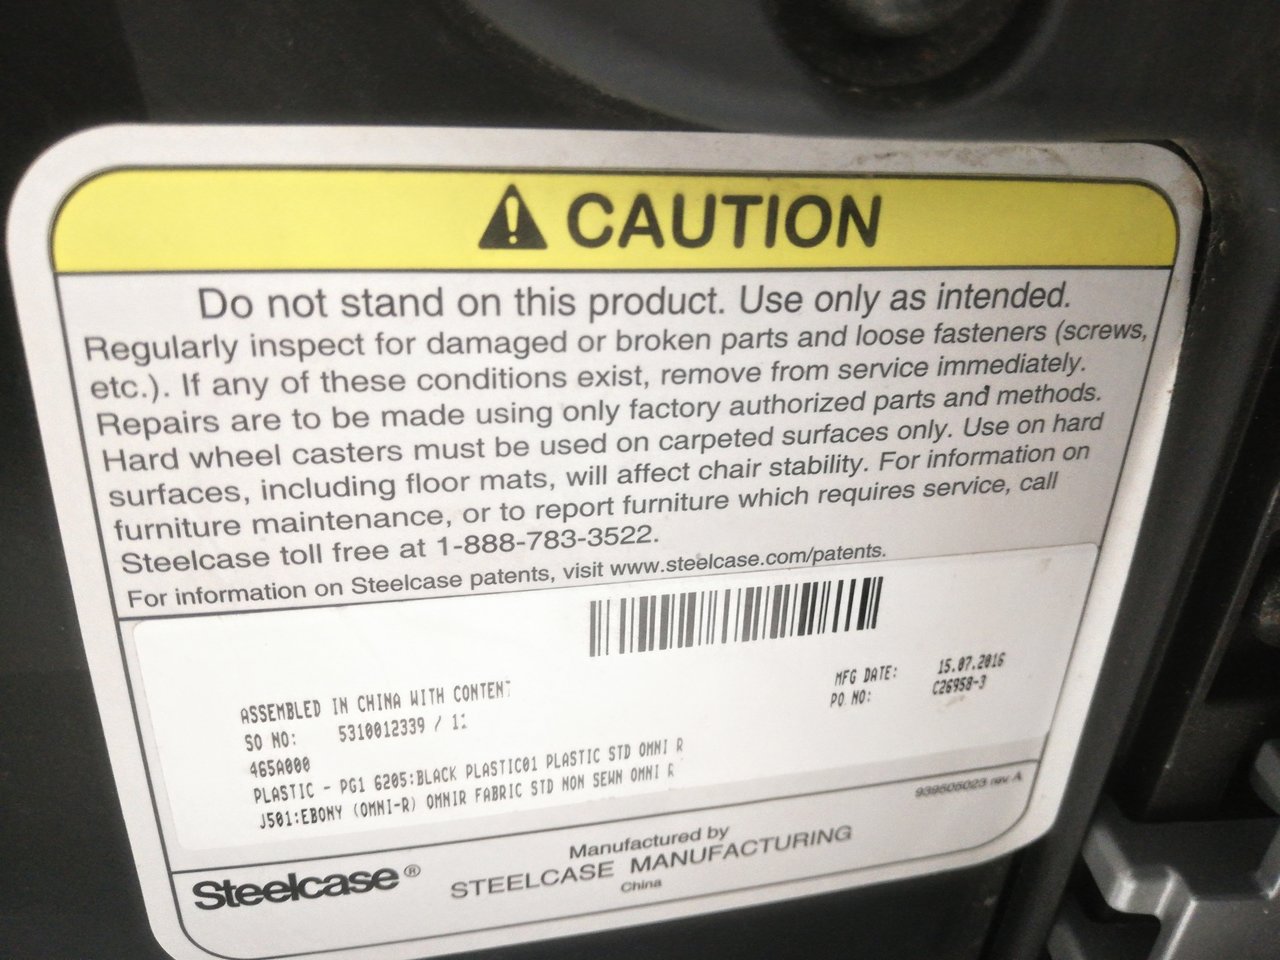 CAUTION
Do not stand on this product. Use only as intended.
Regularly inspect for damaged or broken parts and loose fasteners (screws,
etc.). If any of these conditions exist, remove from service immediately.
Repairs are to be made using only factory authorized parts and methods.
Hard wheel casters must be used on carpeted surfaces only. Use on hard
surfaces, including floor mats, will affect chair stability. For information on
furniture maintenance, or to report furniture which requires service, call
Steelcase toll free at 1-888-783-3522.
For information on Steelcase patents, visit www.steelcase.com/patents.
ASSEMBLED IN CHINA WITH CONTENT
MFG DATE: 15.07.2016
SO NO: 5310012339 /
PO NO: C26958-3
465A000
PLASTIC - PG1 6205:BLACK PLASTIC01 PLASTIC STD OMNI R
J501:EBONY (OMNI-R) OMNIR FABRIC STD NON SEWN OMNI R
939505023 rev A
Steelcase®
Manufactured by
STEELCASE MANUFACTURING
China